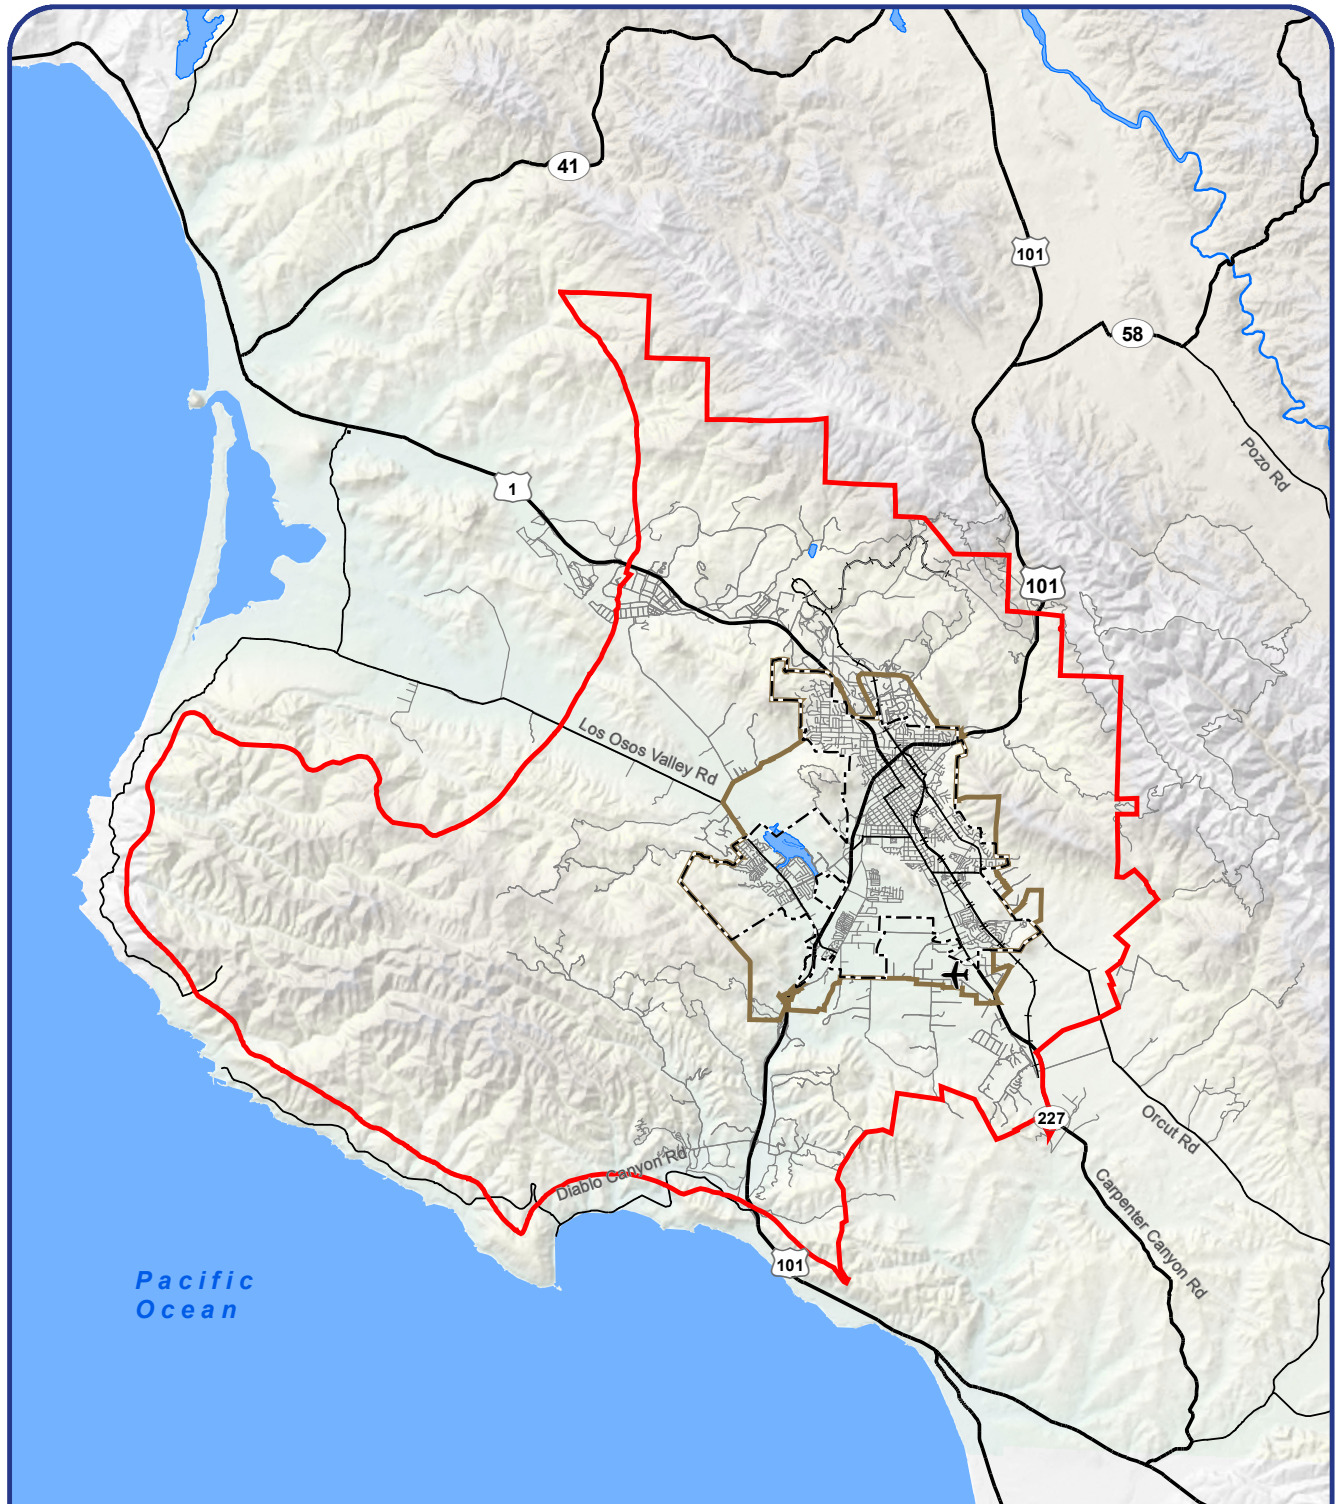 41
101
58
Pozo Rd
1
101
Los Osos Valley Rd
227
Orcut Rd
Diablo Canyon Rd
Carpenter Canyon Rd
101
Pacific
Ocean